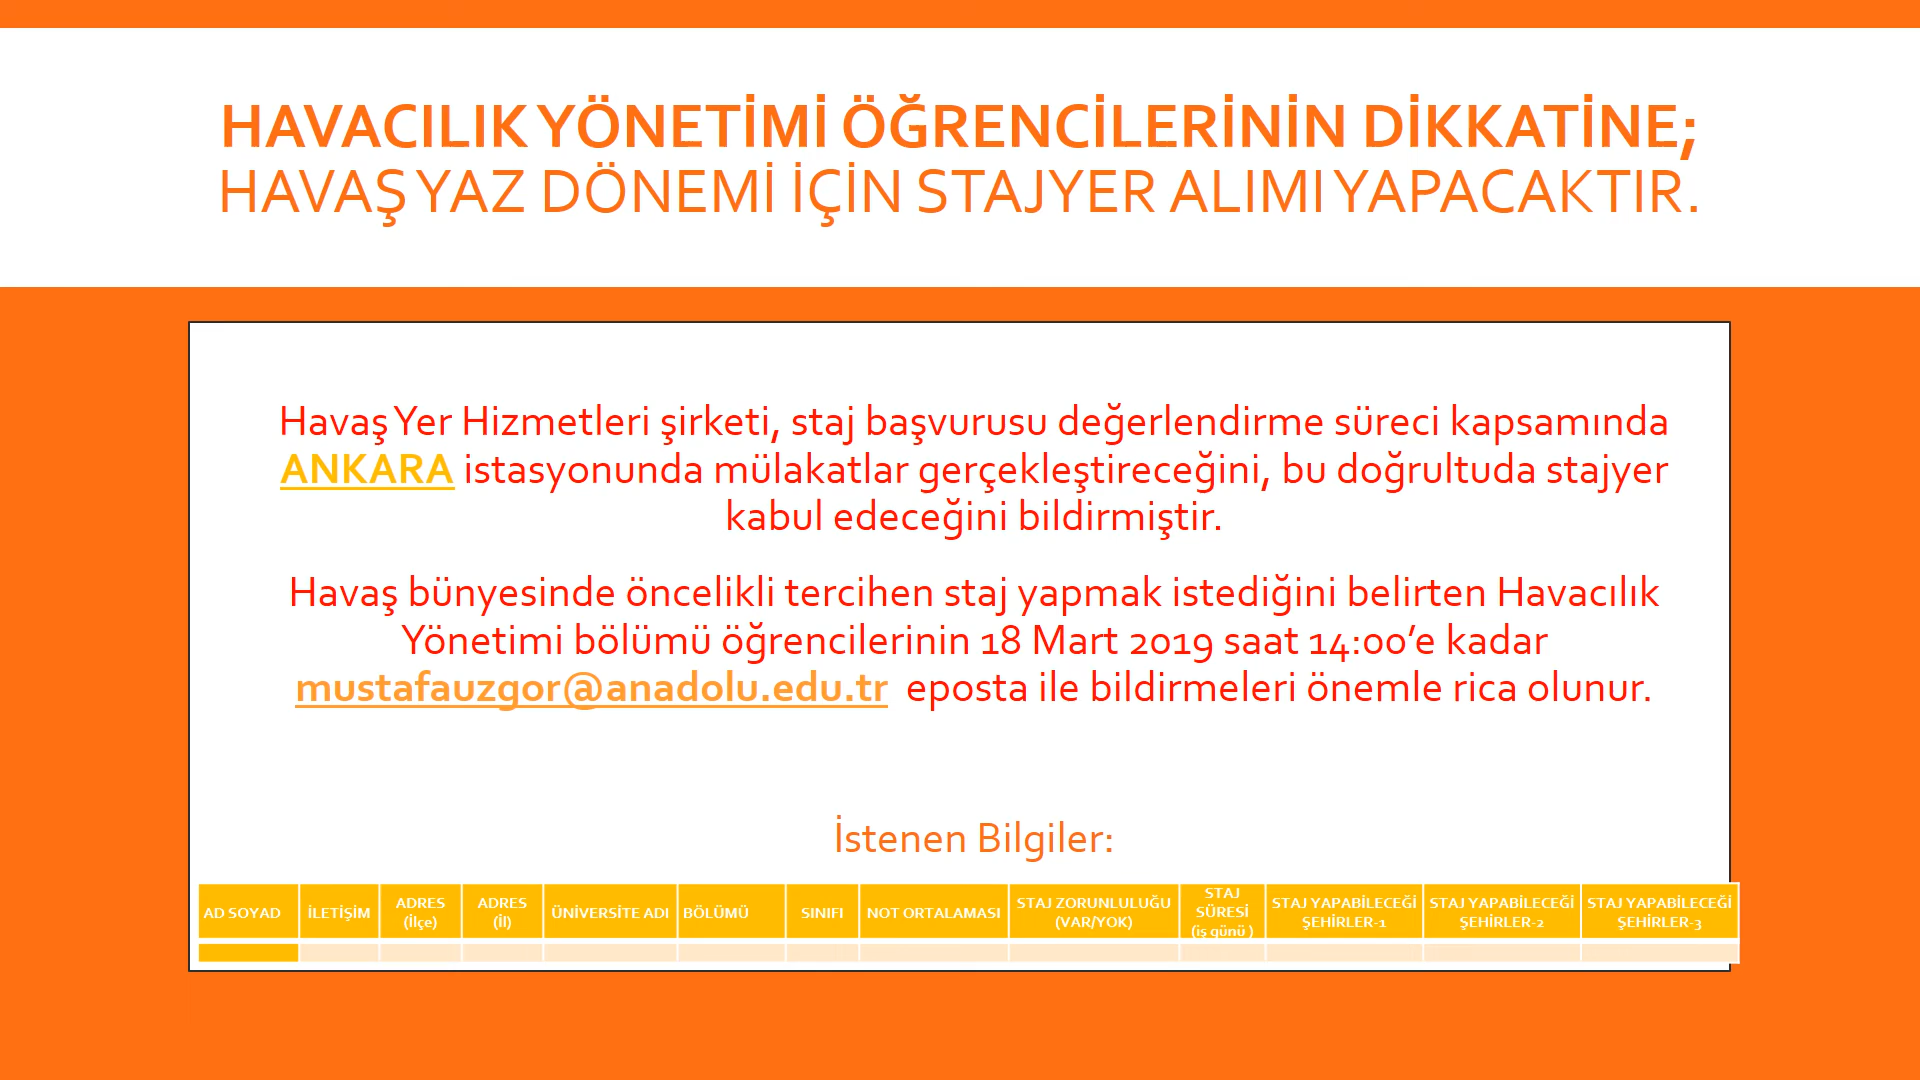 HAVACILIK YÖNETİMİ ÖĞRENCİLERİNİN DİKKATİNE;
HAVAŞ YAZ DÖNEMİ İÇİN STAJYER ALIMI YAPACAKTIR.
Havaş Yer Hizmetleri şirketi, staj başvurusu değerlendirme süreci kapsamında
ANKARA istasyonunda mülakatlar gerçekleştireceğini, bu doğrultuda stajyer
kabul edeceğini bildirmiştir.
Havaş bünyesinde öncelikli tercihen staj yapmak istediğini belirten Havacılık
Yönetimi bölümü öğrencilerinin 18 Mart 2019 saat 14:00’e kadar
mustafauzgor@anadolu.edu.tr eposta ile bildirmeleri önemle rica olunur.
İstenen Bilgiler:
AD SOYAD
İLETİŞİM
ADRES
(İlçe)
ADRES
(İl)
ÜNİVERSİTE ADI
BÖLÜMÜ
SINIFI
NOT ORTALAMASI
STAJ ZORUNLULUĞU
(VAR/YOK)
STAJ
SÜRESİ
(iş günü )
STAJ YAPABİLECEĞİ
ŞEHİRLER-1
STAJ YAPABİLECEĞİ
ŞEHİRLER-2
STAJ YAPABİLECEĞİ
ŞEHİRLER-3